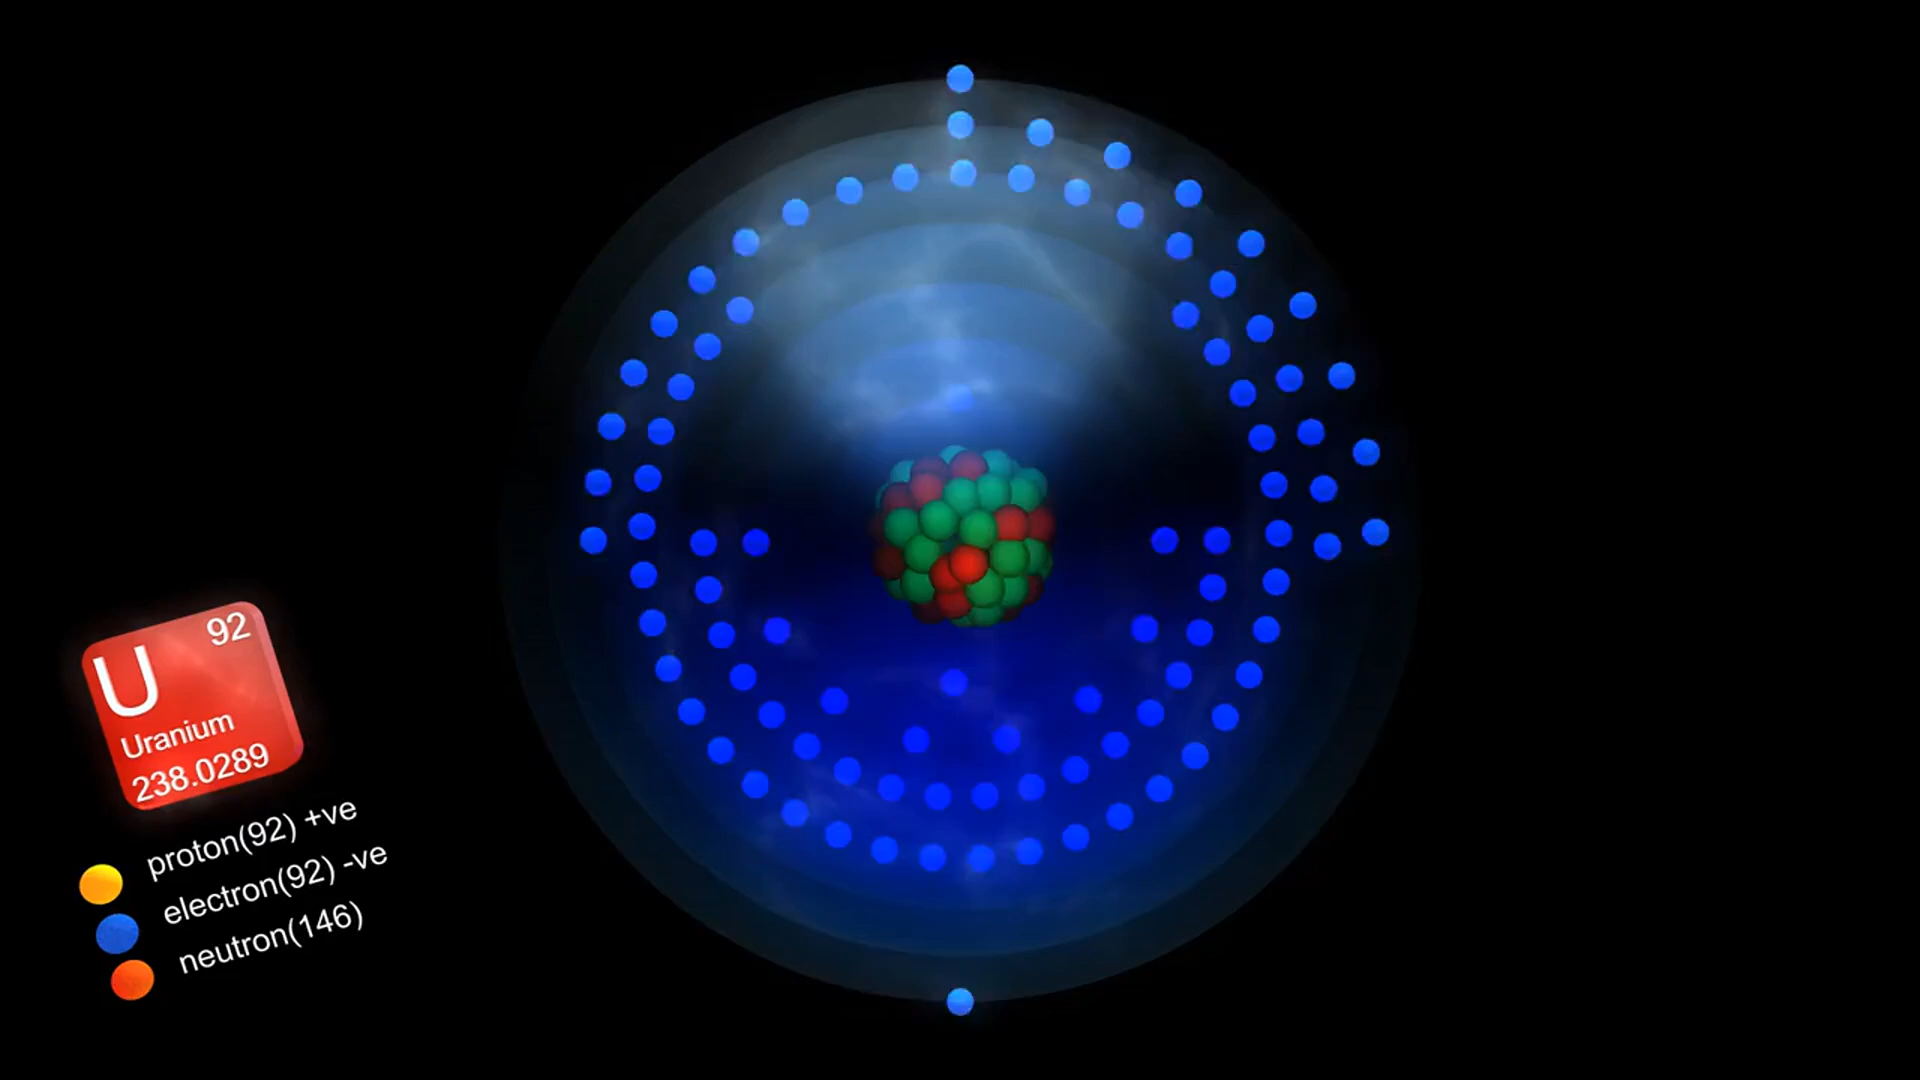 92
U
Uranium
238.0289
proton(92) +ve
electron(92) -ve
neutron(146)